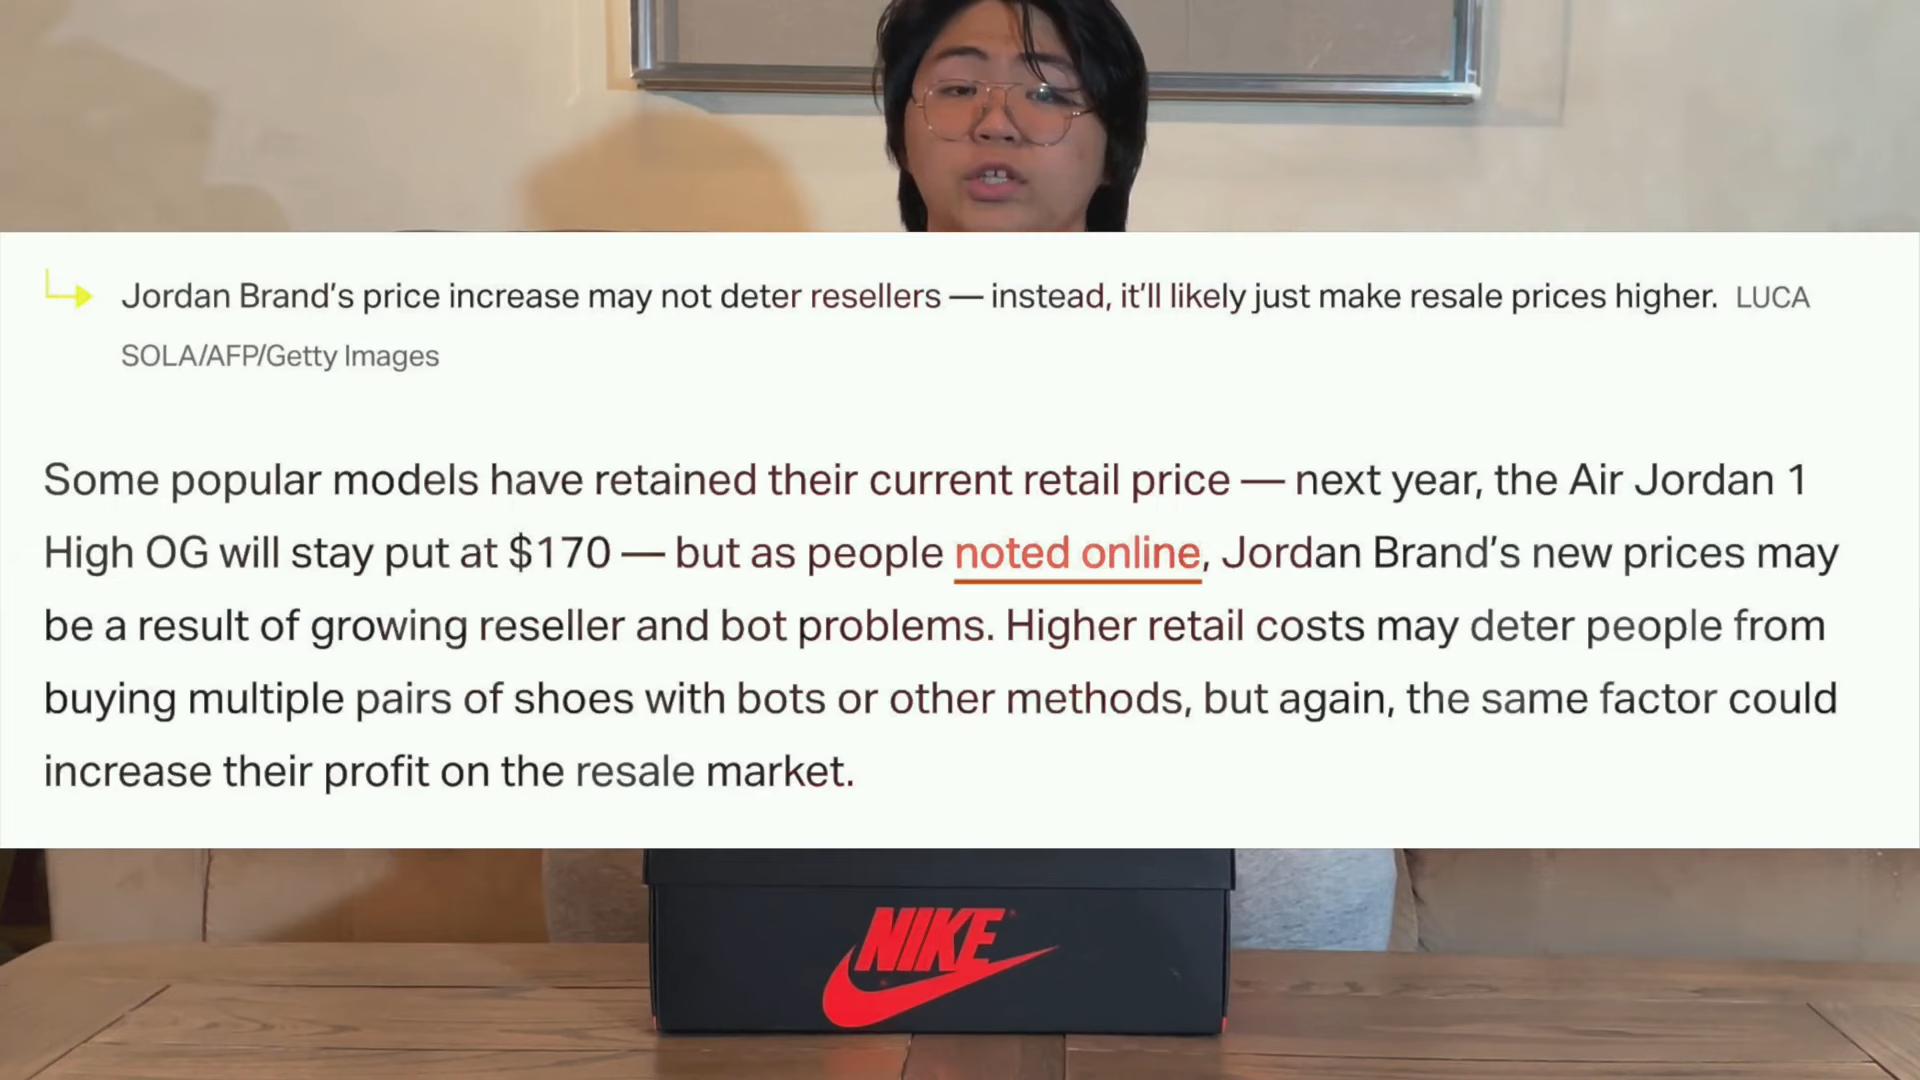 Jordan Brand’s price increase may not deter resellers — instead, it’ll likely just make resale prices higher. LUCA
SOLA/AFP/Getty Images
Some popular models have retained their current retail price — next year, the Air Jordan 1
High OG will stay put at $170 — but as people noted online, Jordan Brand’s new prices may
be a result of growing reseller and bot problems. Higher retail costs may deter people from
buying multiple pairs of shoes with bots or other methods, but again, the same factor could
increase their profit on the resale market.
NIKE